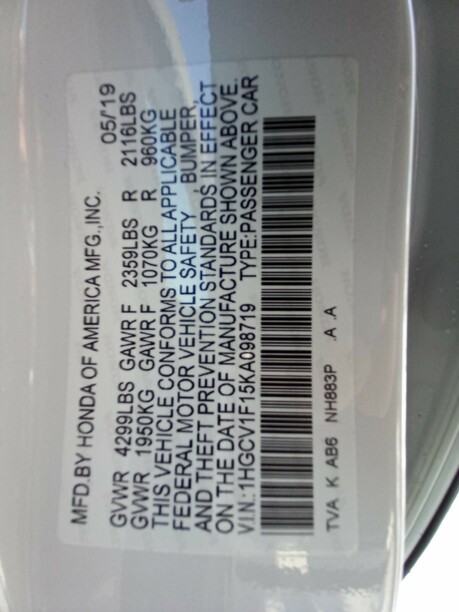 MFD.BY HONDA OF AMERICA MFG.,INC. 05/19
GVWR 4299LBS GAWR F 2359LBS R 2116LBS
GVWR 1950KG GAWR F 1070KG R 960KG
THIS VEHICLE CONFORMS TO ALL APPLICABLE
FEDERAL MOTOR VEHICLE SAFETY BUMPER,
AND THEFT PREVENTION STANDARDS IN EFFECT
ON THE DATE OF MANUFACTURE SHOWN ABOVE.
V.I.N.:1HGCV1F15KA098719 TYPE:PASSENGER CAR
TVA K AB6 NH883P .A .A